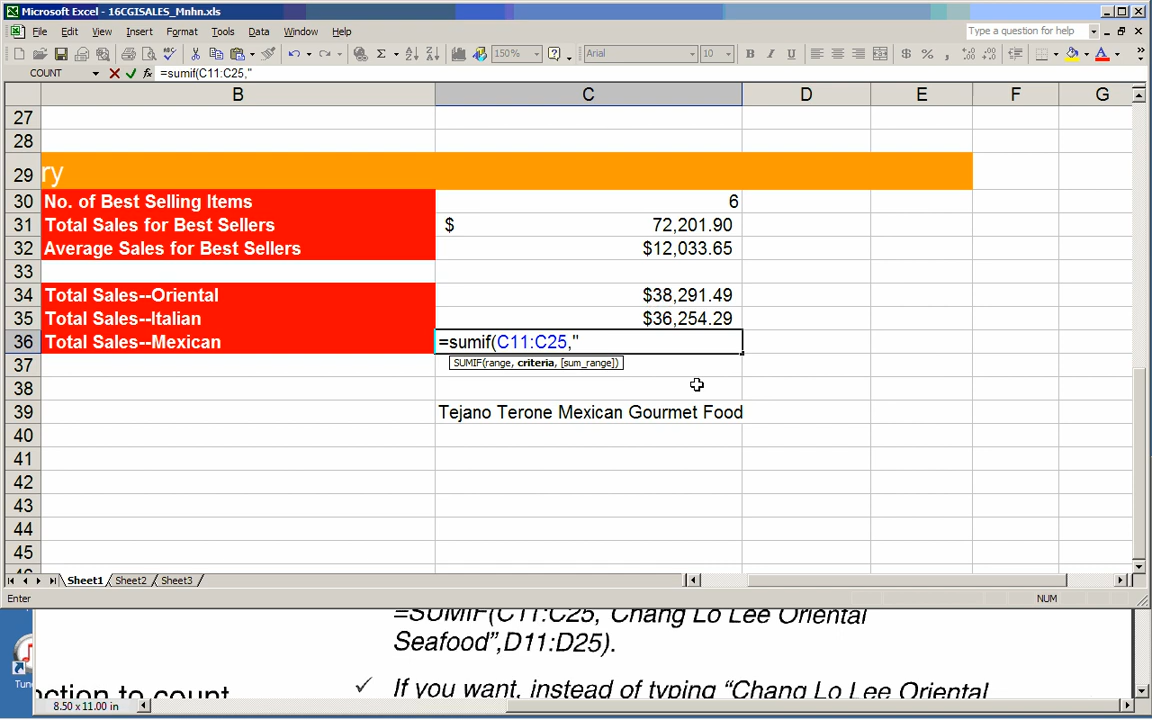 Microsoft Excel - 16CGISALES_Mnhn.xls
File Edit View Insert Format Tools Data Window Help Type a question for help
150% Arial 10 B I U $ %
COUNT =sumif(C11:C25,"
B C D E F G
27
28
29 ry
30 No. of Best Selling Items 6
31 Total Sales for Best Sellers $ 72,201.90
32 Average Sales for Best Sellers $12,033.65
33
34 Total Sales--Oriental $38,291.49
35 Total Sales--Italian $36,254.29
36 Total Sales--Mexican =sumif(C11:C25,"
37 SUMIF(range, criteria, [sum_range])
38
39 Tejano Terone Mexican Gourmet Food
40
41
42
43
44
45
Sheet1 Sheet2 Sheet3
Enter NUM
=SUMIF(C11:C25,"Chang Lo Lee Oriental
Seafood",D11:D25).
nction to count
✓ If you want, instead of typing “Chang Lo Lee Oriental
8.50 x 11.00 in